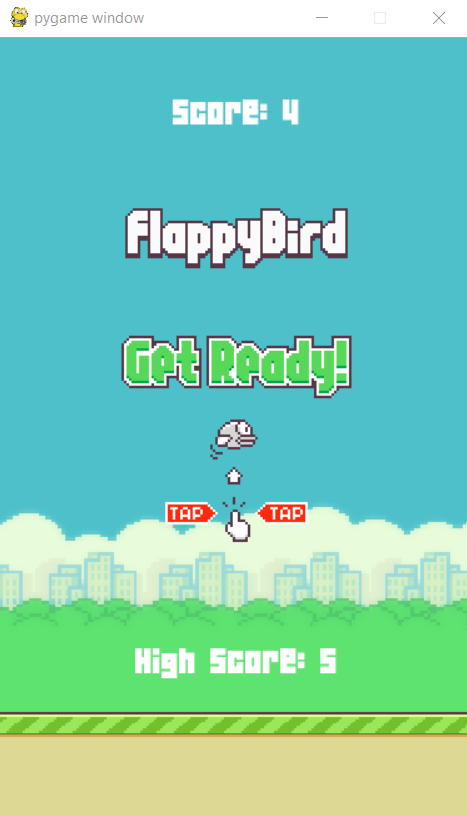 pygame window
Score: 4
FlappyBird
Get Ready!
TAP TAP
High Score: 5